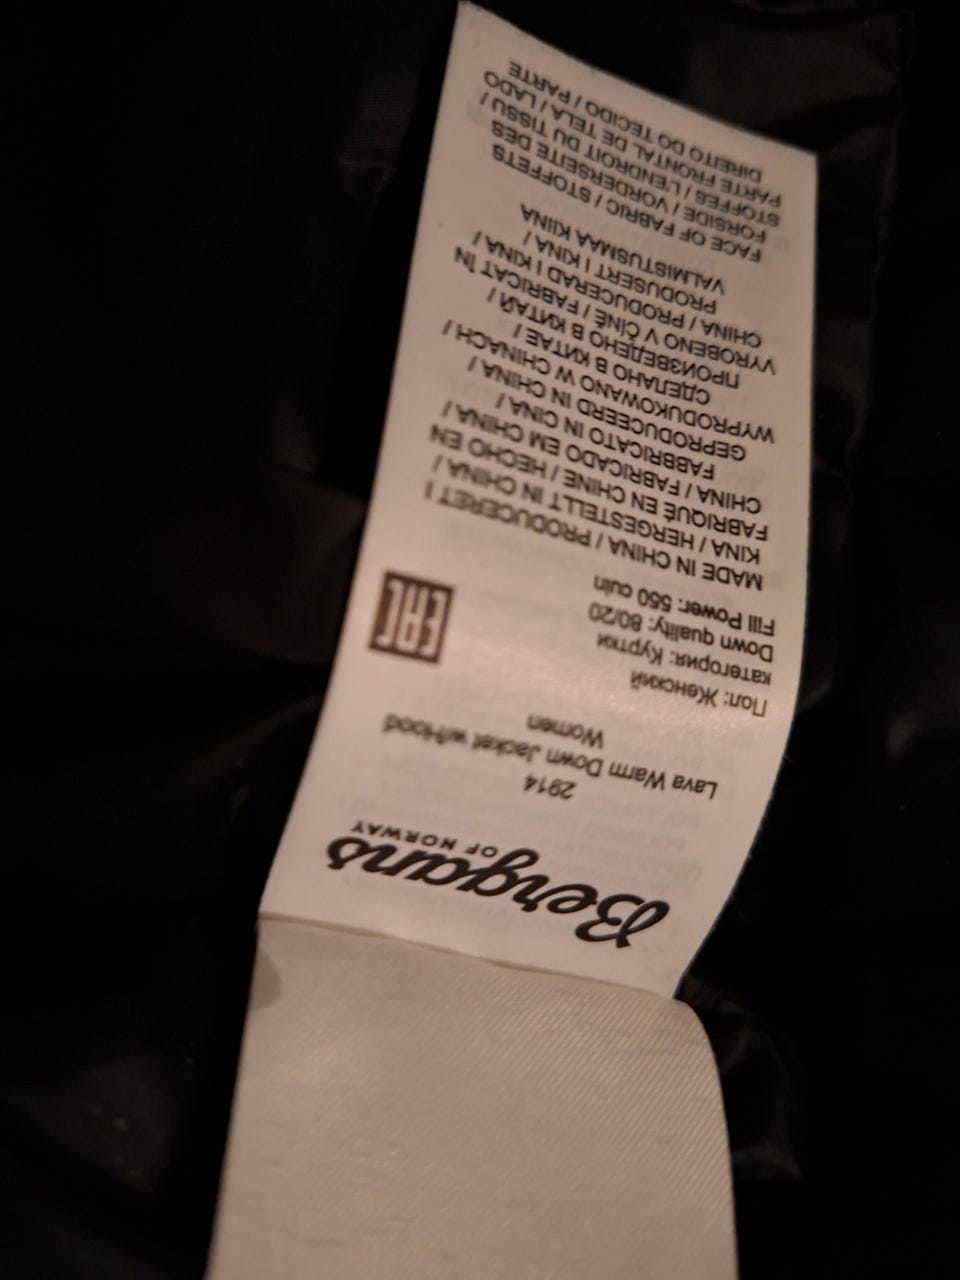 Bergans
OF NORWAY
2914
Lava Warm Down Jacket w/Hood
Women
Пол: Женский
категория: Куртки
Down quality: 80/20
Fill Power: 550 cuin
EAC
MADE IN CHINA / PRODUCERET I
KINA / HERGESTELLT IN CHINA /
FABRIQUÉ EN CHINE / HECHO EN
CHINA / FABRICADO EM CHINA /
FABBRICATO IN CINA /
GEPRODUCEERD IN CHINA /
WYPRODUKOWANO W CHINACH /
СДЕЛАНО В КИТАЕ /
ПРОИЗВЕДЕНО В КИТАЙ /
VYROBENO V ČÍNĚ / FABRICAT ÎN
CHINA / PRODUCERAD I KINA /
PRODUSERT I KINA /
VALMISTUSMAA KIINA
FACE OF FABRIC / STOFFETS
FORSIDE / VORDERSEITE DES
STOFFES / L'ENDROIT DU TISSU /
PARTE FRONTAL DE TELA / LADO
DIREITO DO TECIDO / PARTE